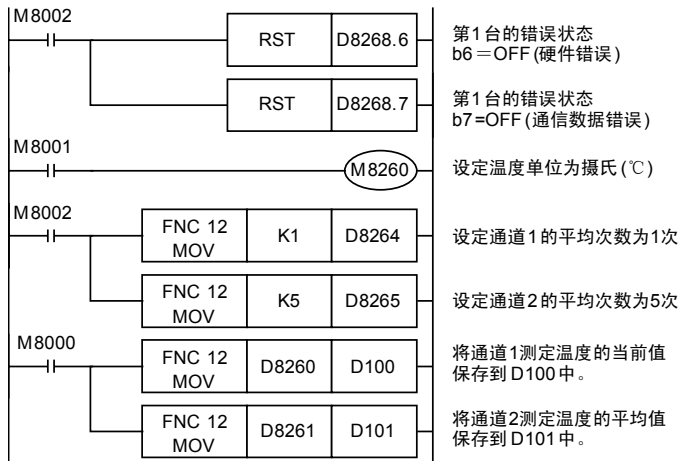 M8002
RST D8268.6
第1台的错误状态
b6＝OFF(硬件错误)
RST D8268.7
第1台的错误状态
b7=OFF(通信数据错误)
M8001
M8260
设定温度单位为摄氏(℃)
M8002
FNC 12
MOV
K1 D8264
设定通道1的平均次数为1次
FNC 12
MOV
K5 D8265
设定通道2的平均次数为5次
M8000
FNC 12
MOV
D8260 D100
将通道1测定温度的当前值
保存到D100中。
FNC 12
MOV
D8261 D101
将通道2测定温度的平均值
保存到D101中。